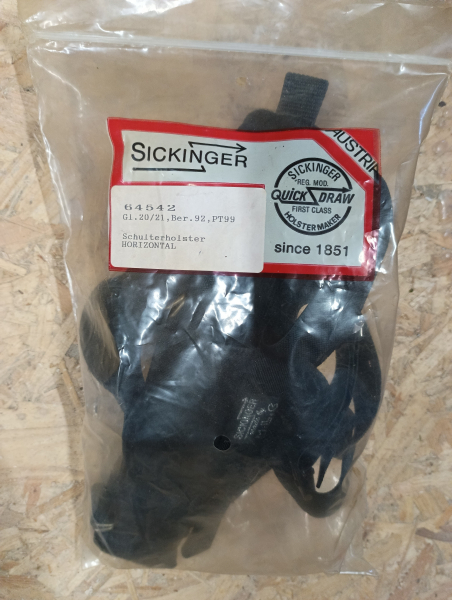 SICKINGER
AUSTRIA
SICKINGER
REG. MOD.
QUICK DRAW
FIRST CLASS
HOLSTER MAKER
since 1851
64542
Gl.20/21,Ber.92,PT99
Schulterholster
HORIZONTAL
SICKINGER